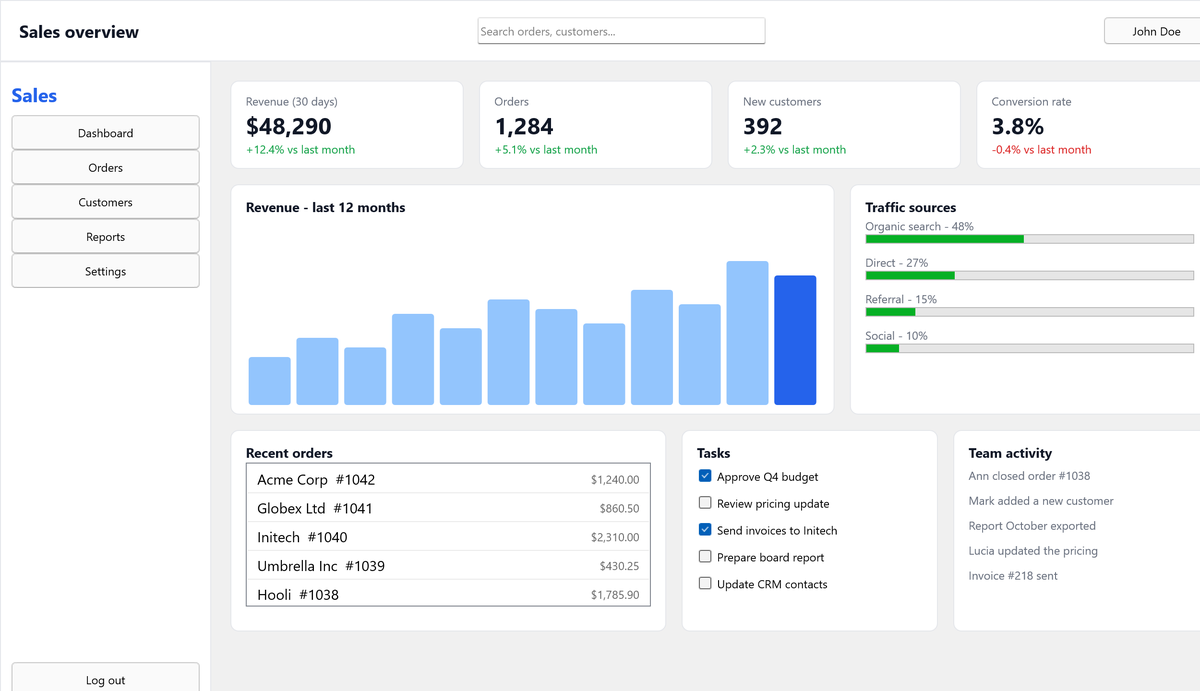 Sales overview
Search orders, customers...
John Doe
Sales
Dashboard
Orders
Customers
Reports
Settings
Log out
Revenue (30 days)
$48,290
+12.4% vs last month
Orders
1,284
+5.1% vs last month
New customers
392
+2.3% vs last month
Conversion rate
3.8%
-0.4% vs last month
Revenue - last 12 months
Traffic sources
Organic search - 48%
Direct - 27%
Referral - 15%
Social - 10%
Recent orders
Acme Corp #1042 $1,240.00
Globex Ltd #1041 $860.50
Initech #1040 $2,310.00
Umbrella Inc #1039 $430.25
Hooli #1038 $1,785.90
Tasks
Approve Q4 budget
Review pricing update
Send invoices to Initech
Prepare board report
Update CRM contacts
Team activity
Ann closed order #1038
Mark added a new customer
Report October exported
Lucia updated the pricing
Invoice #218 sent